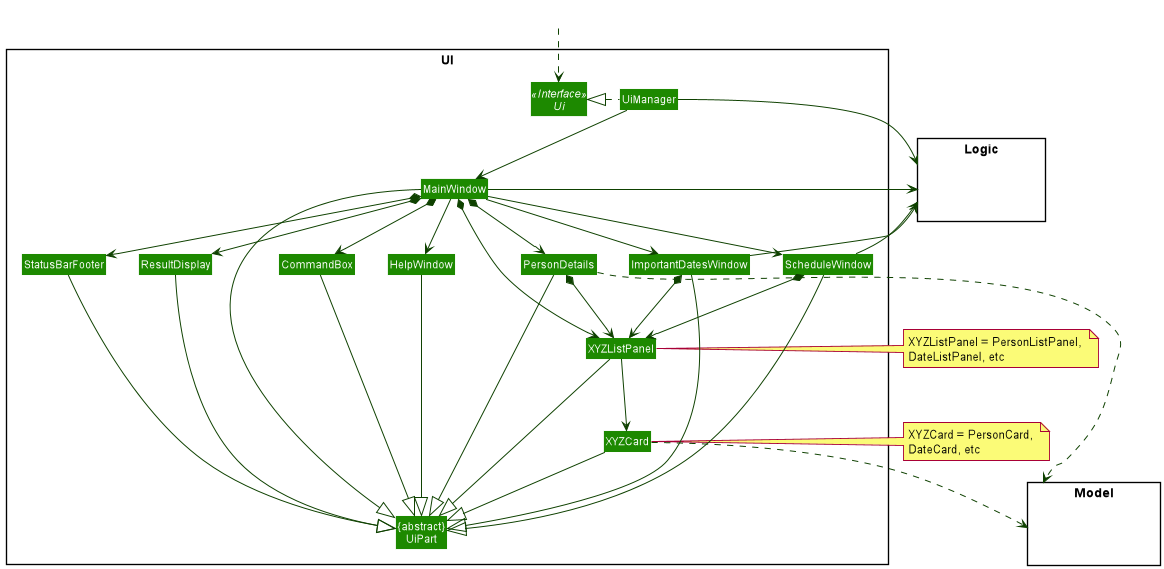 UI
«Interface»
Ui
UiManager
Logic
MainWindow
StatusBarFooter
ResultDisplay
CommandBox
HelpWindow
PersonDetails
ImportantDatesWindow
ScheduleWindow
XYZListPanel
XYZListPanel = PersonListPanel,
DateListPanel, etc
XYZCard
XYZCard = PersonCard,
DateCard, etc
Model
{abstract}
UiPart